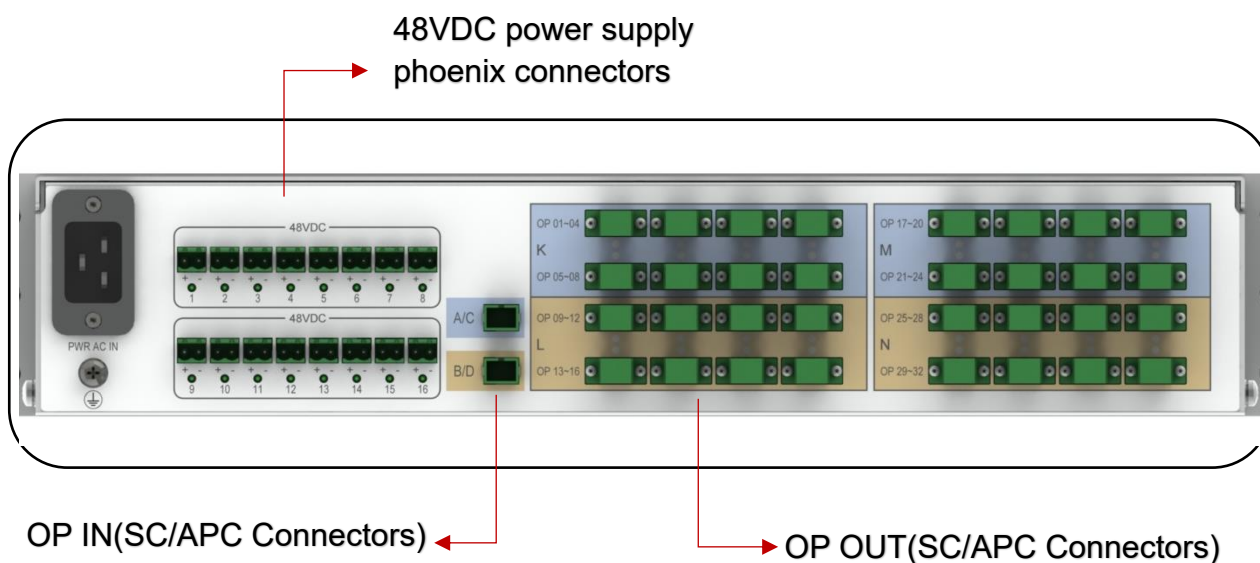 48VDC power supply
phoenix connectors
48VDC
+ - + - + - + - + - + - + - + -
1 2 3 4 5 6 7 8
48VDC
+ - + - + - + - + - + - + - + -
9 10 11 12 13 14 15 16
PWR AC IN
A/C
B/D
OP 01~04
K
OP 05~08
OP 09~12
L
OP 13~16
OP 17~20
M
OP 21~24
OP 25~28
N
OP 29~32
OP IN(SC/APC Connectors)
OP OUT(SC/APC Connectors)